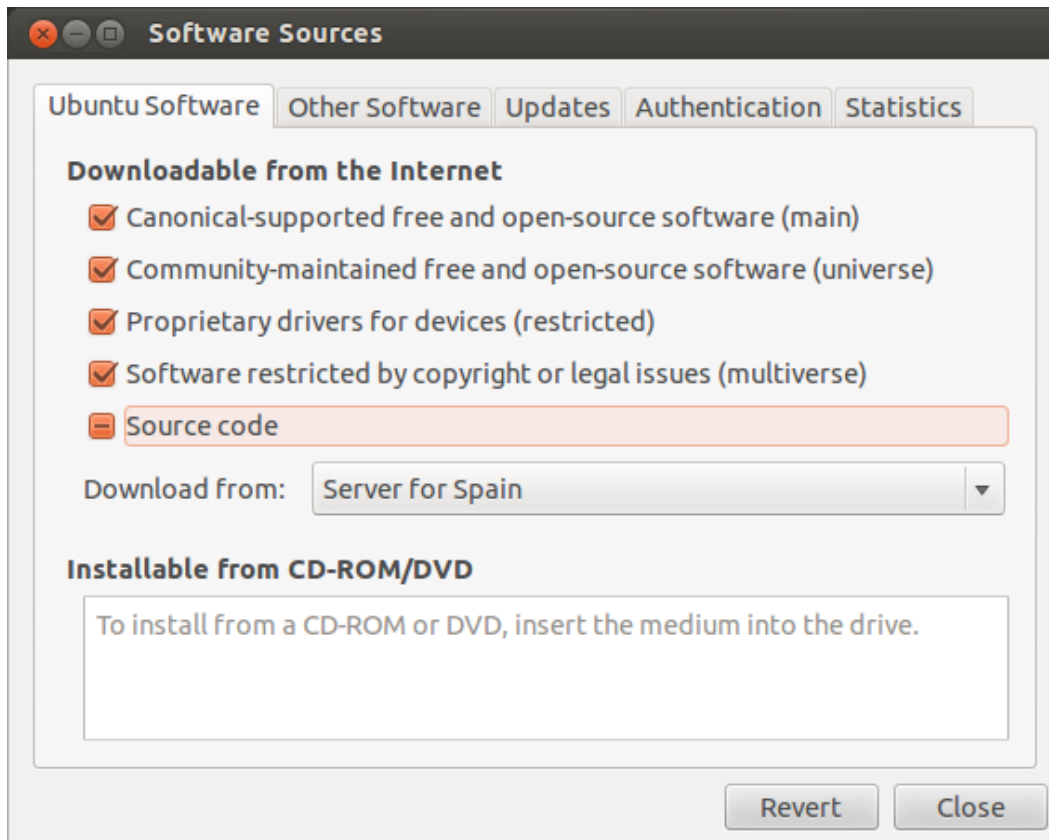 Software Sources
Ubuntu Software Other Software Updates Authentication Statistics
Downloadable from the Internet
Canonical-supported free and open-source software (main)
Community-maintained free and open-source software (universe)
Proprietary drivers for devices (restricted)
Software restricted by copyright or legal issues (multiverse)
Source code
Download from: Server for Spain
Installable from CD-ROM/DVD
To install from a CD-ROM or DVD, insert the medium into the drive.
Revert Close